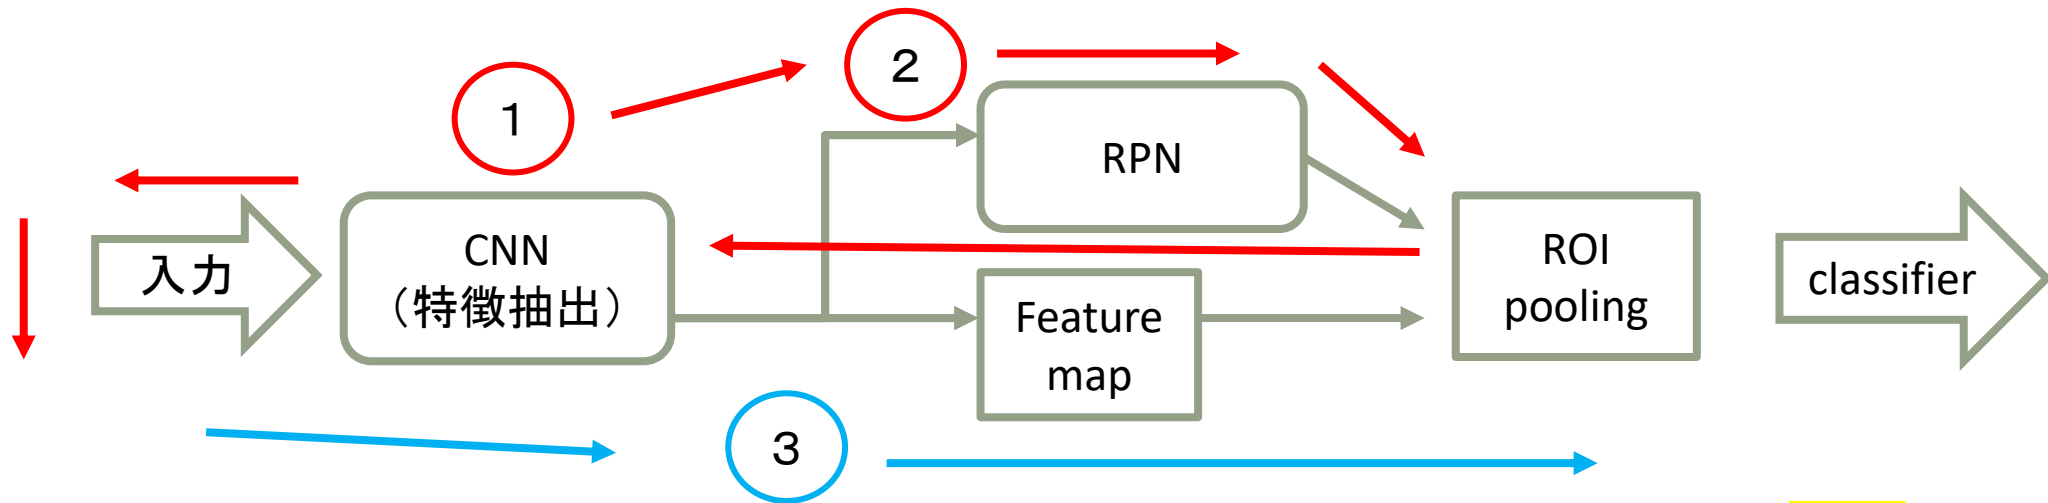 1
2
RPN
入力
CNN
（特徴抽出）
ROI
pooling
classifier
Feature
map
3